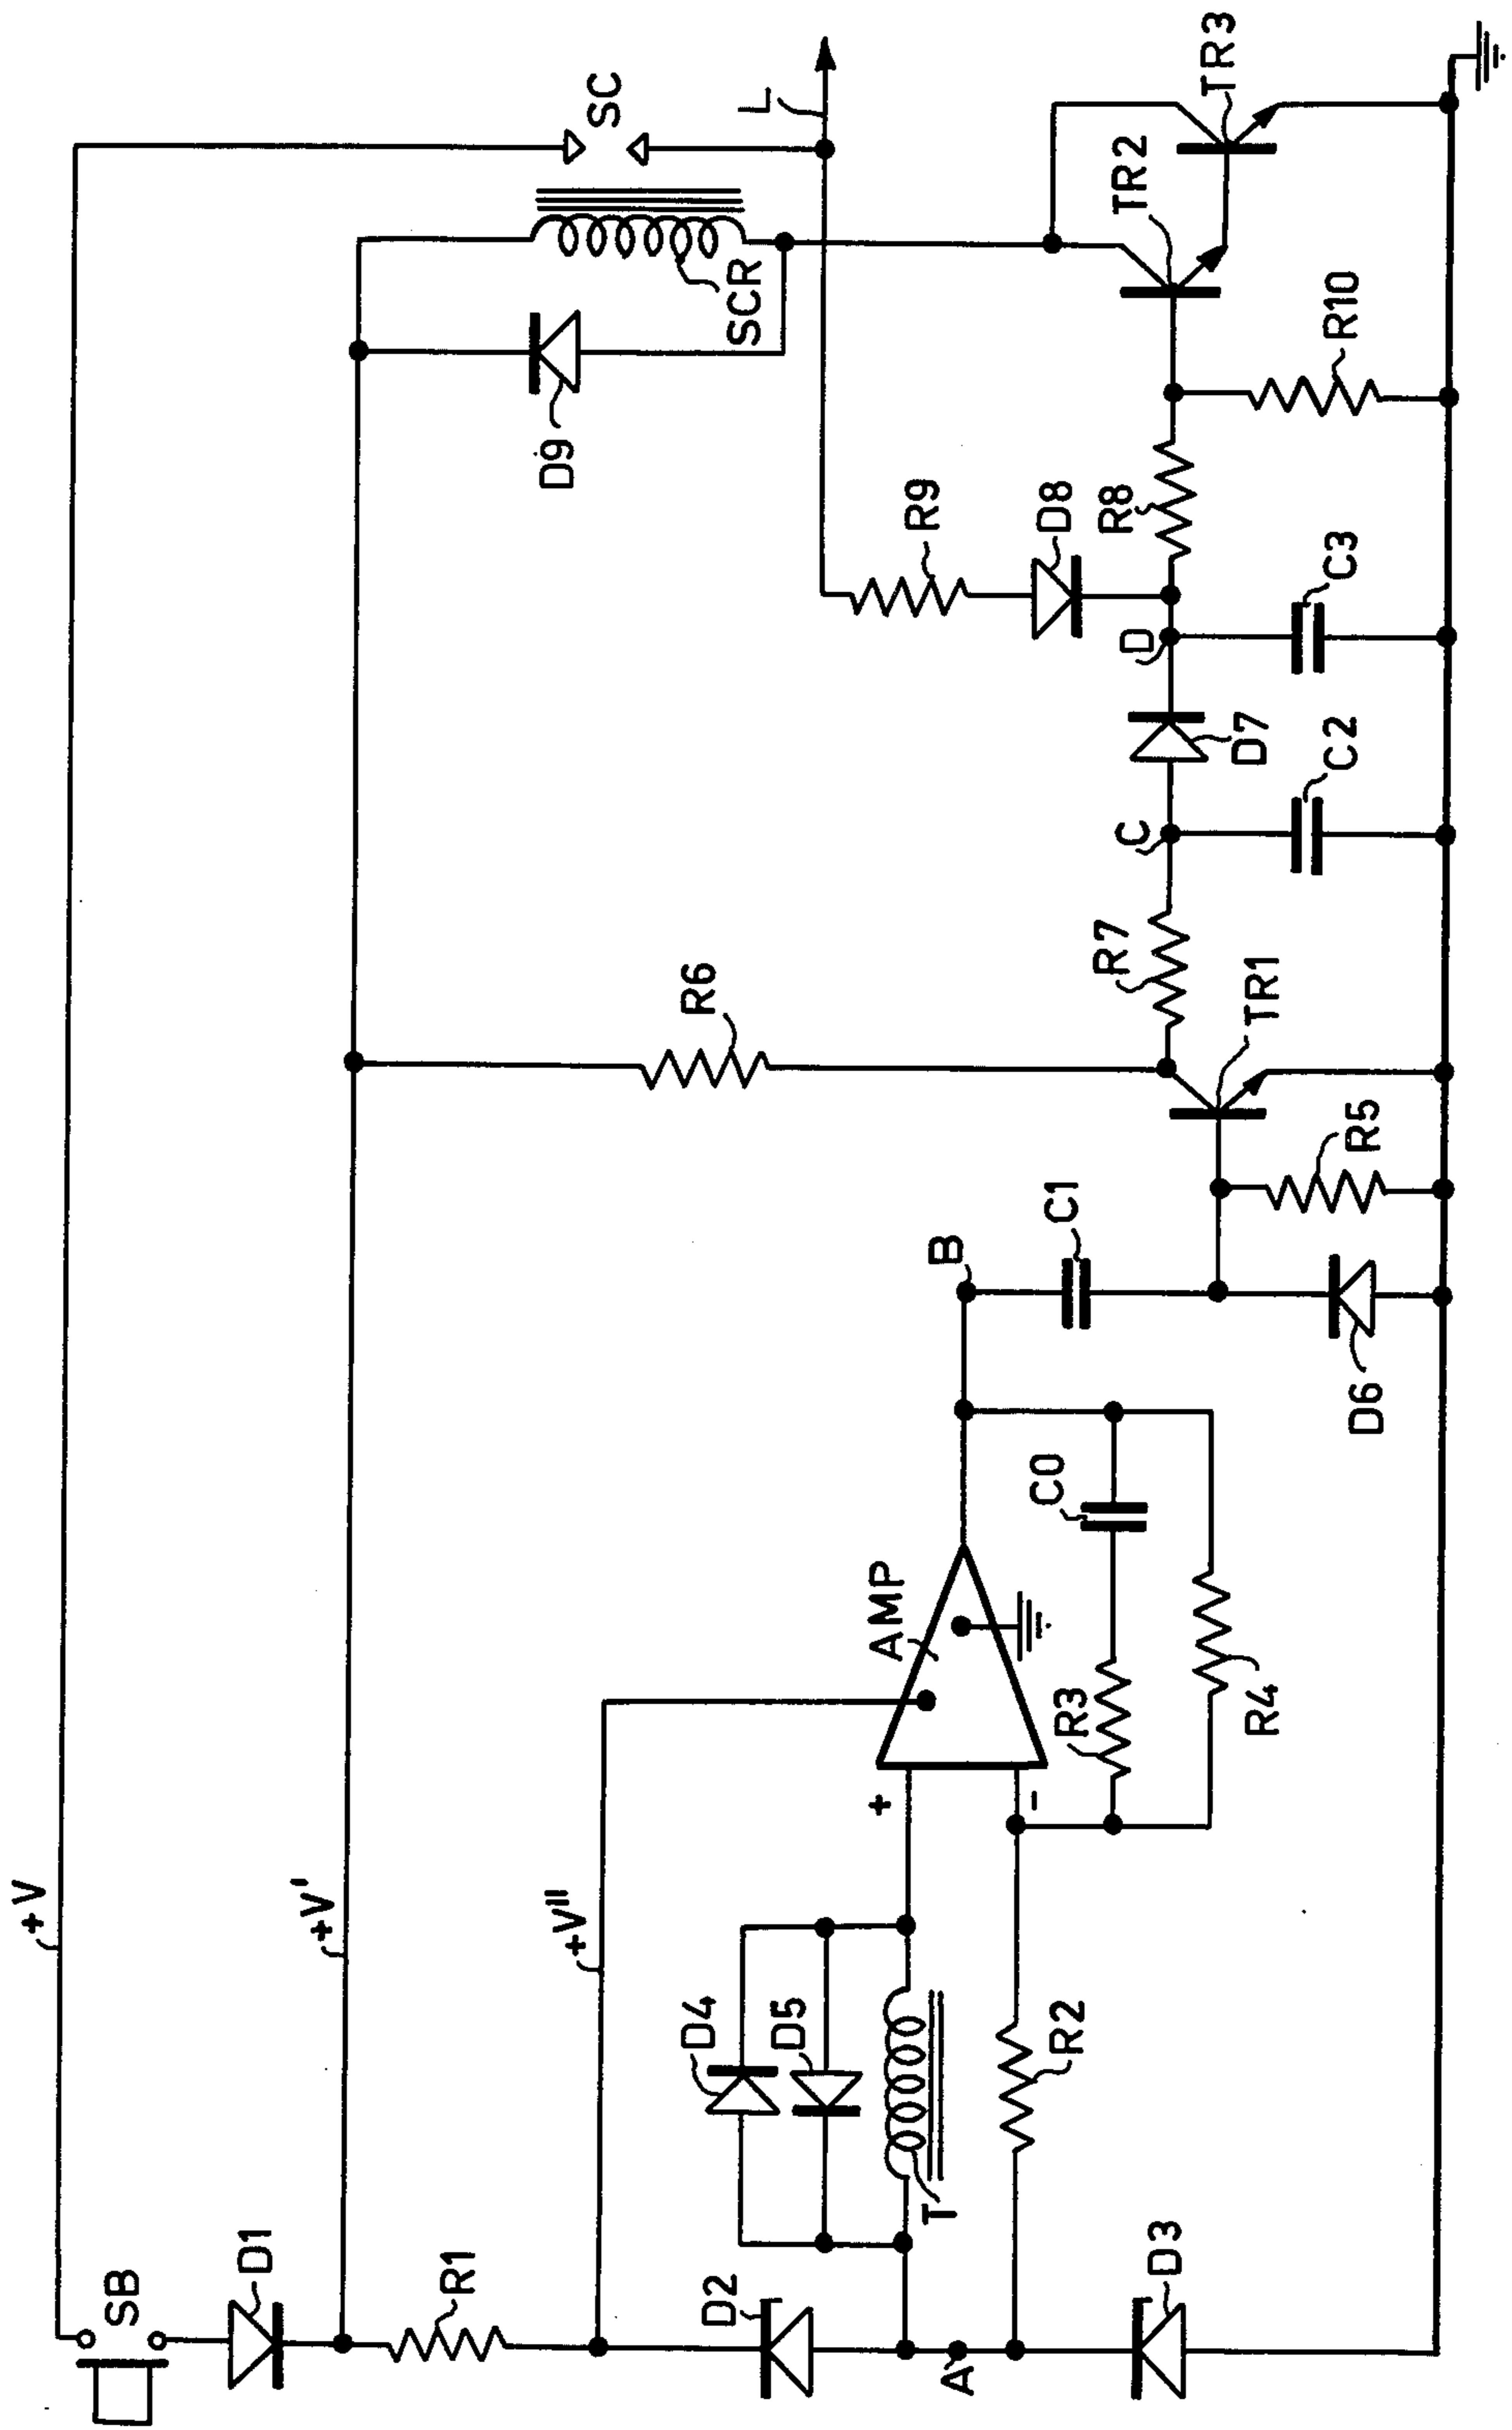 +V
SB
D1
+V'
R1
+V"
D2
D4
D5
T
A
R2
D3
+
-
AMP
R3
C0
R4
B
C1
D6
R5
TR1
R6
R7
C
C2
D7
D
C3
R9
D8
R8
R10
D9
SCR
SC
L
TR2
TR3